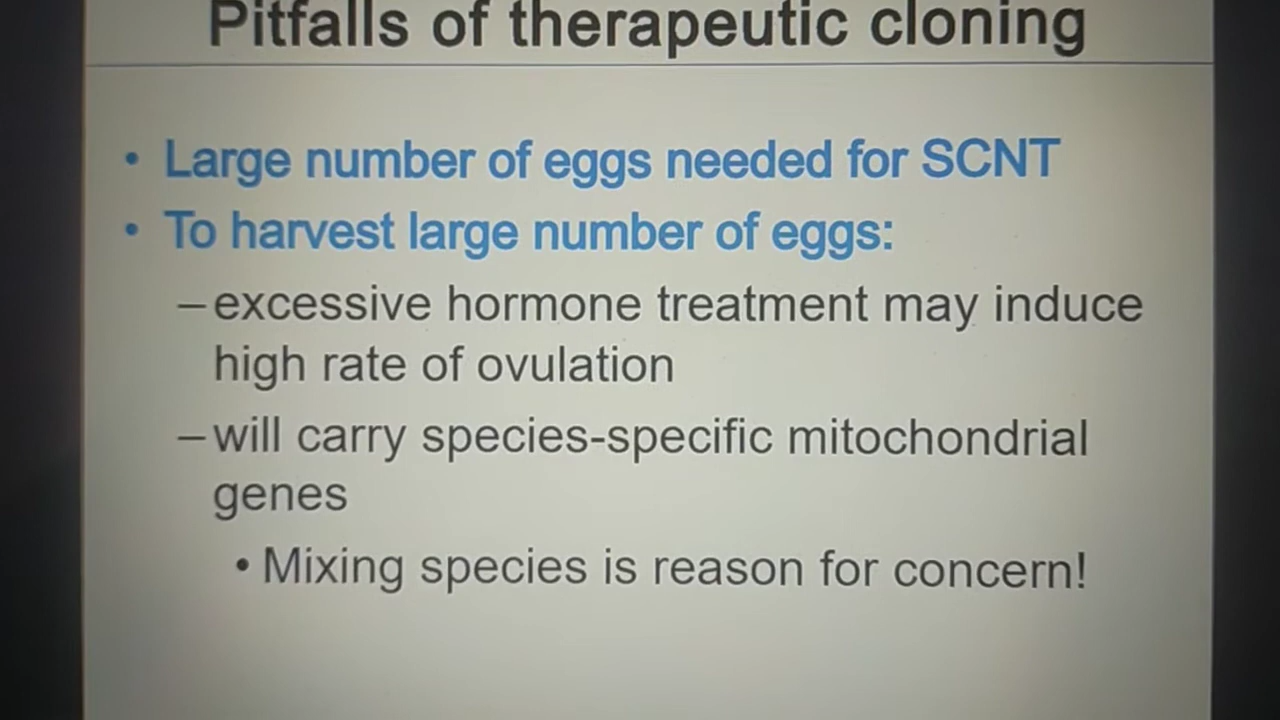 Pitfalls of therapeutic cloning
• Large number of eggs needed for SCNT
• To harvest large number of eggs:
– excessive hormone treatment may induce
high rate of ovulation
– will carry species-specific mitochondrial
genes
• Mixing species is reason for concern!